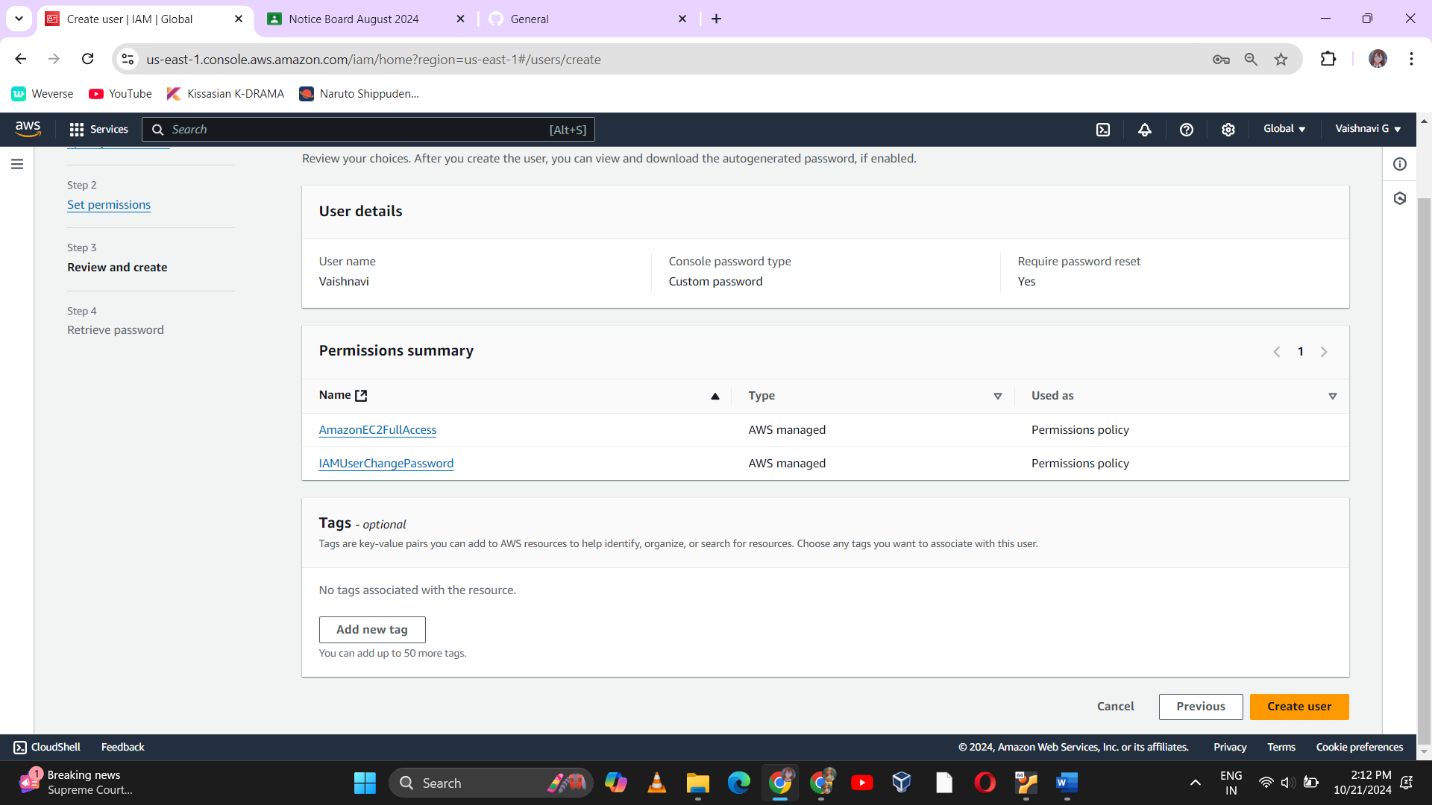 Create user | IAM | Global
Notice Board August 2024
General
us-east-1.console.aws.amazon.com/iam/home?region=us-east-1#/users/create
Weverse
YouTube
Kissasian K-DRAMA
Naruto Shippuden...
aws
Services
Search
[Alt+S]
Global
Vaishnavi G
Review your choices. After you create the user, you can view and download the autogenerated password, if enabled.
Step 2
Set permissions
Step 3
Review and create
Step 4
Retrieve password
User details
User name
Vaishnavi
Console password type
Custom password
Require password reset
Yes
Permissions summary
1
Name
Type
Used as
AmazonEC2FullAccess
AWS managed
Permissions policy
IAMUserChangePassword
AWS managed
Permissions policy
Tags - optional
Tags are key-value pairs you can add to AWS resources to help identify, organize, or search for resources. Choose any tags you want to associate with this user.
No tags associated with the resource.
Add new tag
You can add up to 50 more tags.
Cancel
Previous
Create user
CloudShell
Feedback
© 2024, Amazon Web Services, Inc. or its affiliates.
Privacy
Terms
Cookie preferences
1
Breaking news
Supreme Court...
Search
ENG
IN
2:12 PM
10/21/2024